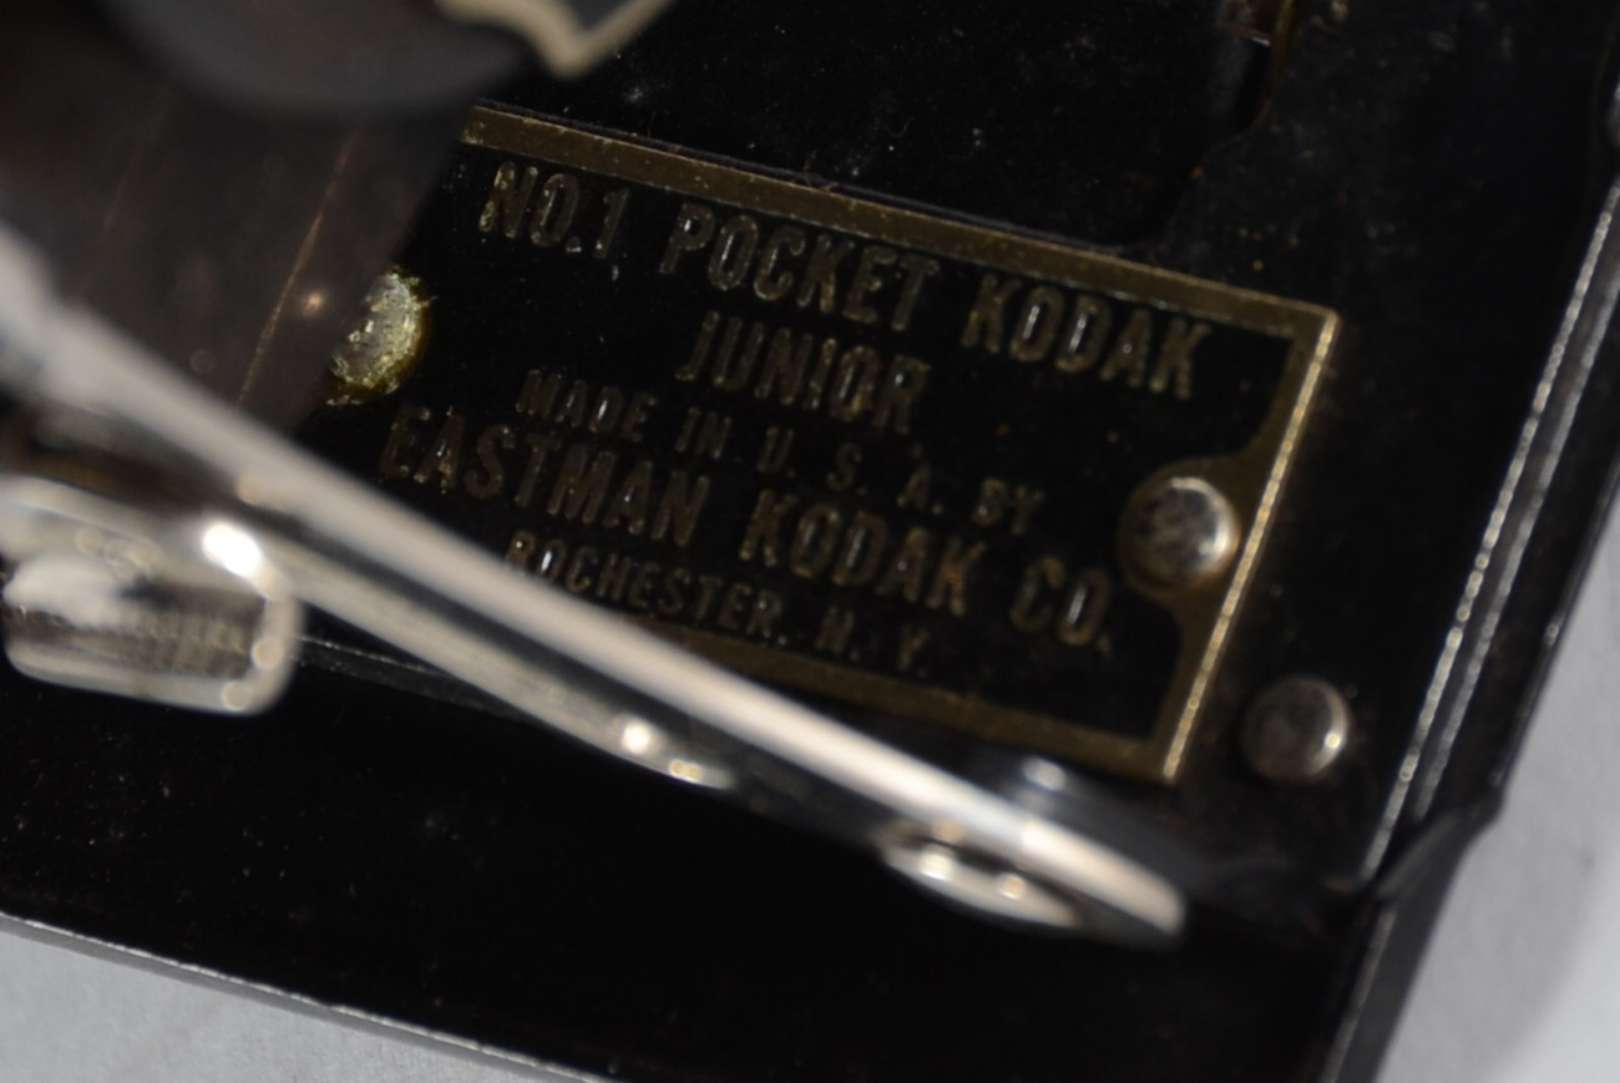 NO.1 POCKET KODAK
JUNIOR
MADE IN U. S. A. BY
EASTMAN KODAK CO.
ROCHESTER, N. Y.